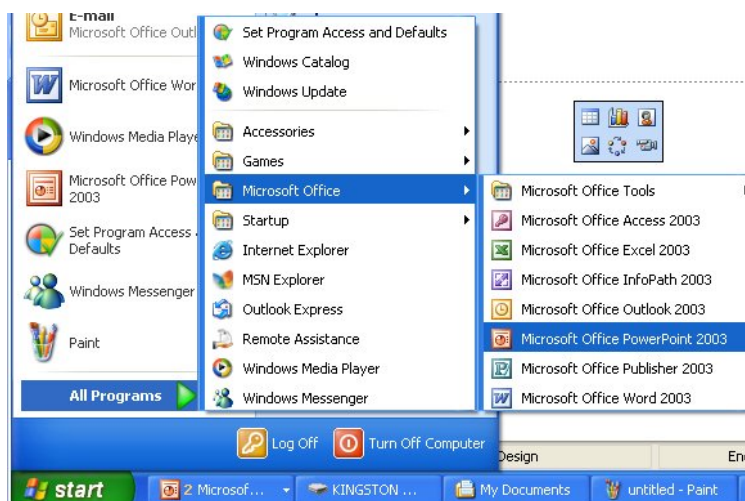 E-mail
Microsoft Office Outl
Microsoft Office Wor
Windows Media Playe
Microsoft Office Pow
2003
Set Program Access
Defaults
Windows Messenger
Paint
All Programs
Set Program Access and Defaults
Windows Catalog
Windows Update
Accessories
Games
Microsoft Office
Startup
Internet Explorer
MSN Explorer
Outlook Express
Remote Assistance
Windows Media Player
Windows Messenger
Microsoft Office Tools
Microsoft Office Access 2003
Microsoft Office Excel 2003
Microsoft Office InfoPath 2003
Microsoft Office Outlook 2003
Microsoft Office PowerPoint 2003
Microsoft Office Publisher 2003
Microsoft Office Word 2003
Log Off Turn Off Computer
Design En
start 2 Microsof... KINGSTON ... My Documents untitled - Paint